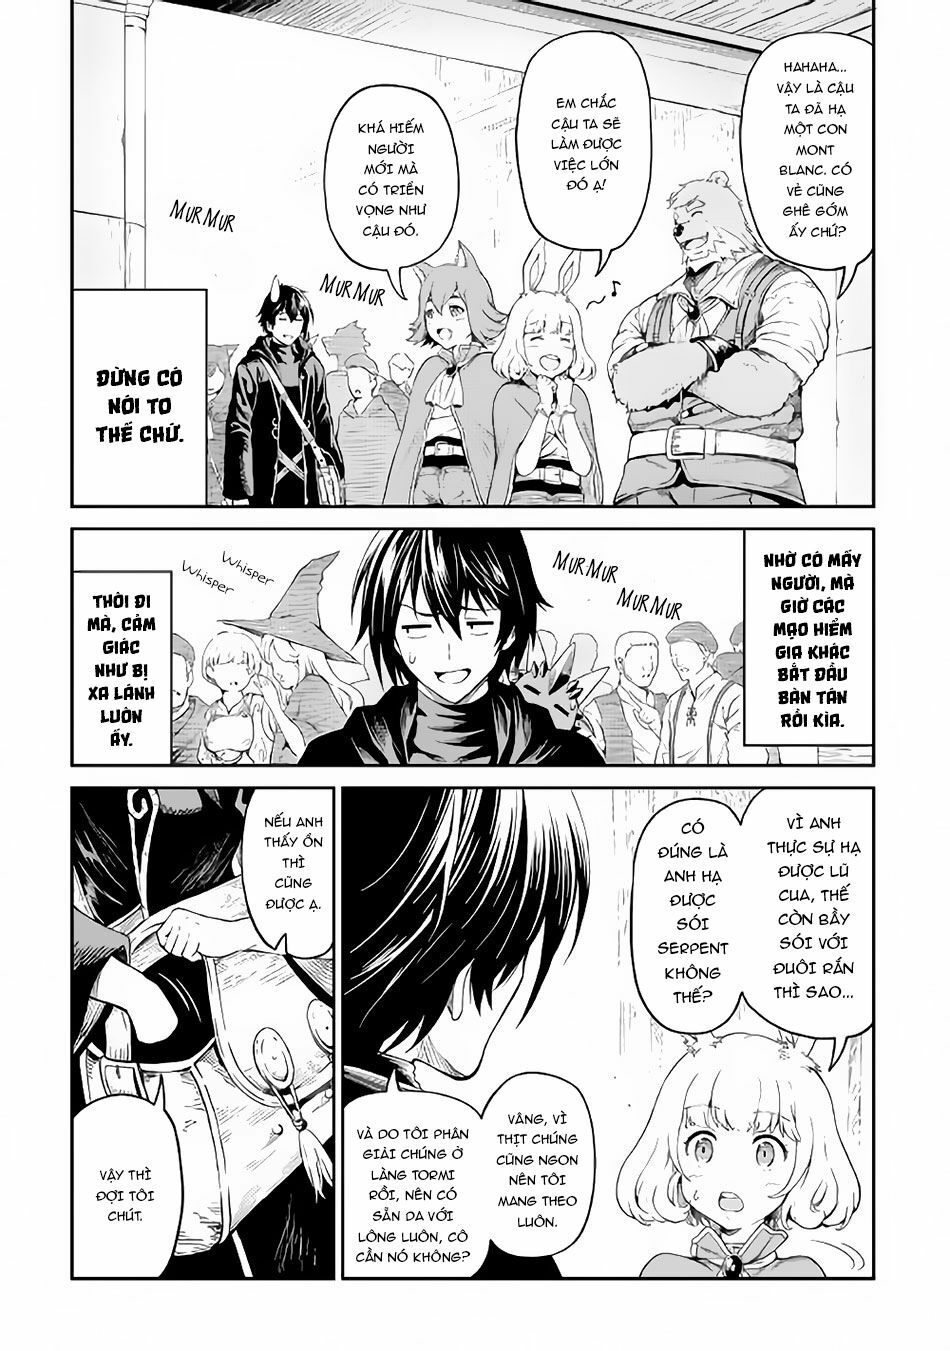 HAHAHA...
VẬY LÀ CẬU
TA ĐÃ HẠ
MỘT CON
MONT
BLANC. CÓ
VẺ CŨNG
GHÊ GỚM
ẤY CHỨ?
EM CHẮC
CẬU TA SẼ
LÀM ĐƯỢC
VIỆC LỚN
ĐÓ Ạ!
KHÁ HIẾM
NGƯỜI
MỚI MÀ
CÓ TRIỂN
VỌNG NHƯ
CẬU ĐÓ.
MURMUR
MURMUR
ĐỪNG CÓ
NÓI TO
THẾ CHỨ.
NHỜ CÓ MẤY
NGƯỜI, MÀ
GIỜ CÁC
MẠO HIỂM
GIA KHÁC
BẮT ĐẦU
BÀN TÁN
RỒI KÌA.
MURMUR
MURMUR
Whisper
Whisper
THÔI ĐI
MÀ, CẢM
GIÁC
NHƯ BỊ
XA LÁNH
LUÔN
ẤY.
VÌ ANH
THỰC SỰ HẠ
ĐƯỢC LŨ
CUA, THẾ
CÒN BẦY
SÓI VỚI
ĐUÔI RẮN
THÌ SAO...
CÓ
ĐÚNG LÀ
ANH HẠ
ĐƯỢC
SÓI
SERPENT
KHÔNG
THẾ?
VÂNG, VÌ
THỊT CHÚNG
CŨNG NGON
NÊN TÔI
MANG THEO
LUÔN.
VÀ DO TÔI PHÂN
GIẢI CHÚNG Ở
LÀNG TORMI
RỒI, NÊN CÓ
SẴN DA VỚI
LÔNG LUÔN, CÔ
CẦN NÓ KHÔNG?
NẾU ANH
THẤY ỔN
THÌ
CŨNG
ĐƯỢC Ạ.
VẬY THÌ
ĐỢI TÔI
CHÚT.